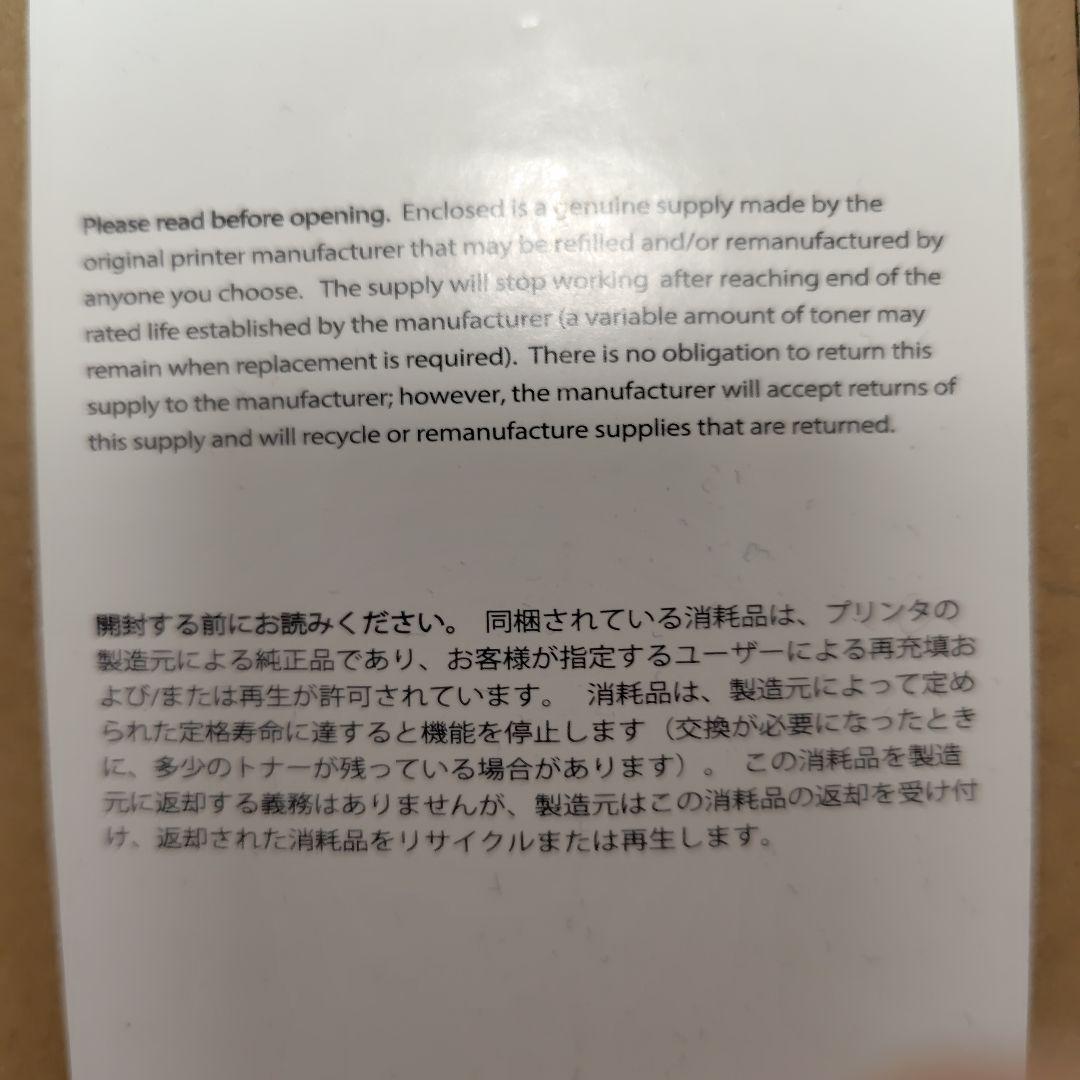 Please read before opening. Enclosed is a genuine supply made by the
original printer manufacturer that may be refilled and/or remanufactured by
anyone you choose. The supply will stop working after reaching end of the
rated life established by the manufacturer (a variable amount of toner may
remain when replacement is required). There is no obligation to return this
supply to the manufacturer; however, the manufacturer will accept returns of
this supply and will recycle or remanufacture supplies that are returned.
開封する前にお読みください。 同梱されている消耗品は、プリンタの
製造元による純正品であり、お客様が指定するユーザーによる再充填お
よび/または再生が許可されています。 消耗品は、製造元によって定め
られた定格寿命に達すると機能を停止します（交換が必要になったとき
に、多少のトナーが残っている場合があります）。 この消耗品を製造
元に返却する義務はありませんが、製造元はこの消耗品の返却を受け付
け、返却された消耗品をリサイクルまたは再生します。